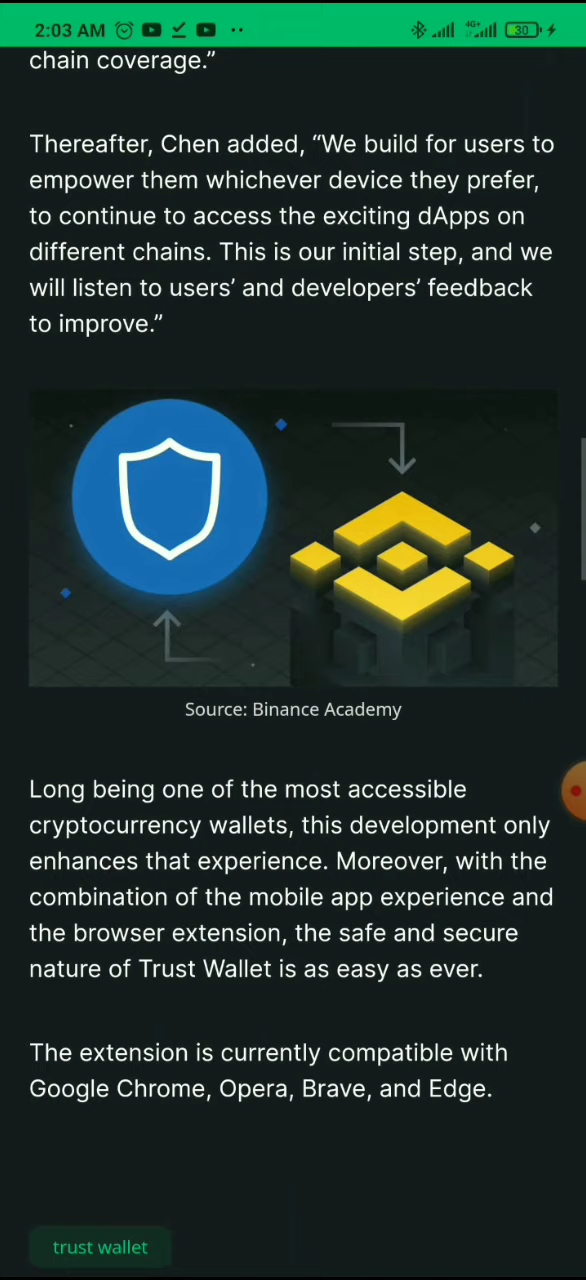 2:03 AM
4G+
30
chain coverage.”
Thereafter, Chen added, “We build for users to
empower them whichever device they prefer,
to continue to access the exciting dApps on
different chains. This is our initial step, and we
will listen to users’ and developers’ feedback
to improve.”
Source: Binance Academy
Long being one of the most accessible
cryptocurrency wallets, this development only
enhances that experience. Moreover, with the
combination of the mobile app experience and
the browser extension, the safe and secure
nature of Trust Wallet is as easy as ever.
The extension is currently compatible with
Google Chrome, Opera, Brave, and Edge.
trust wallet